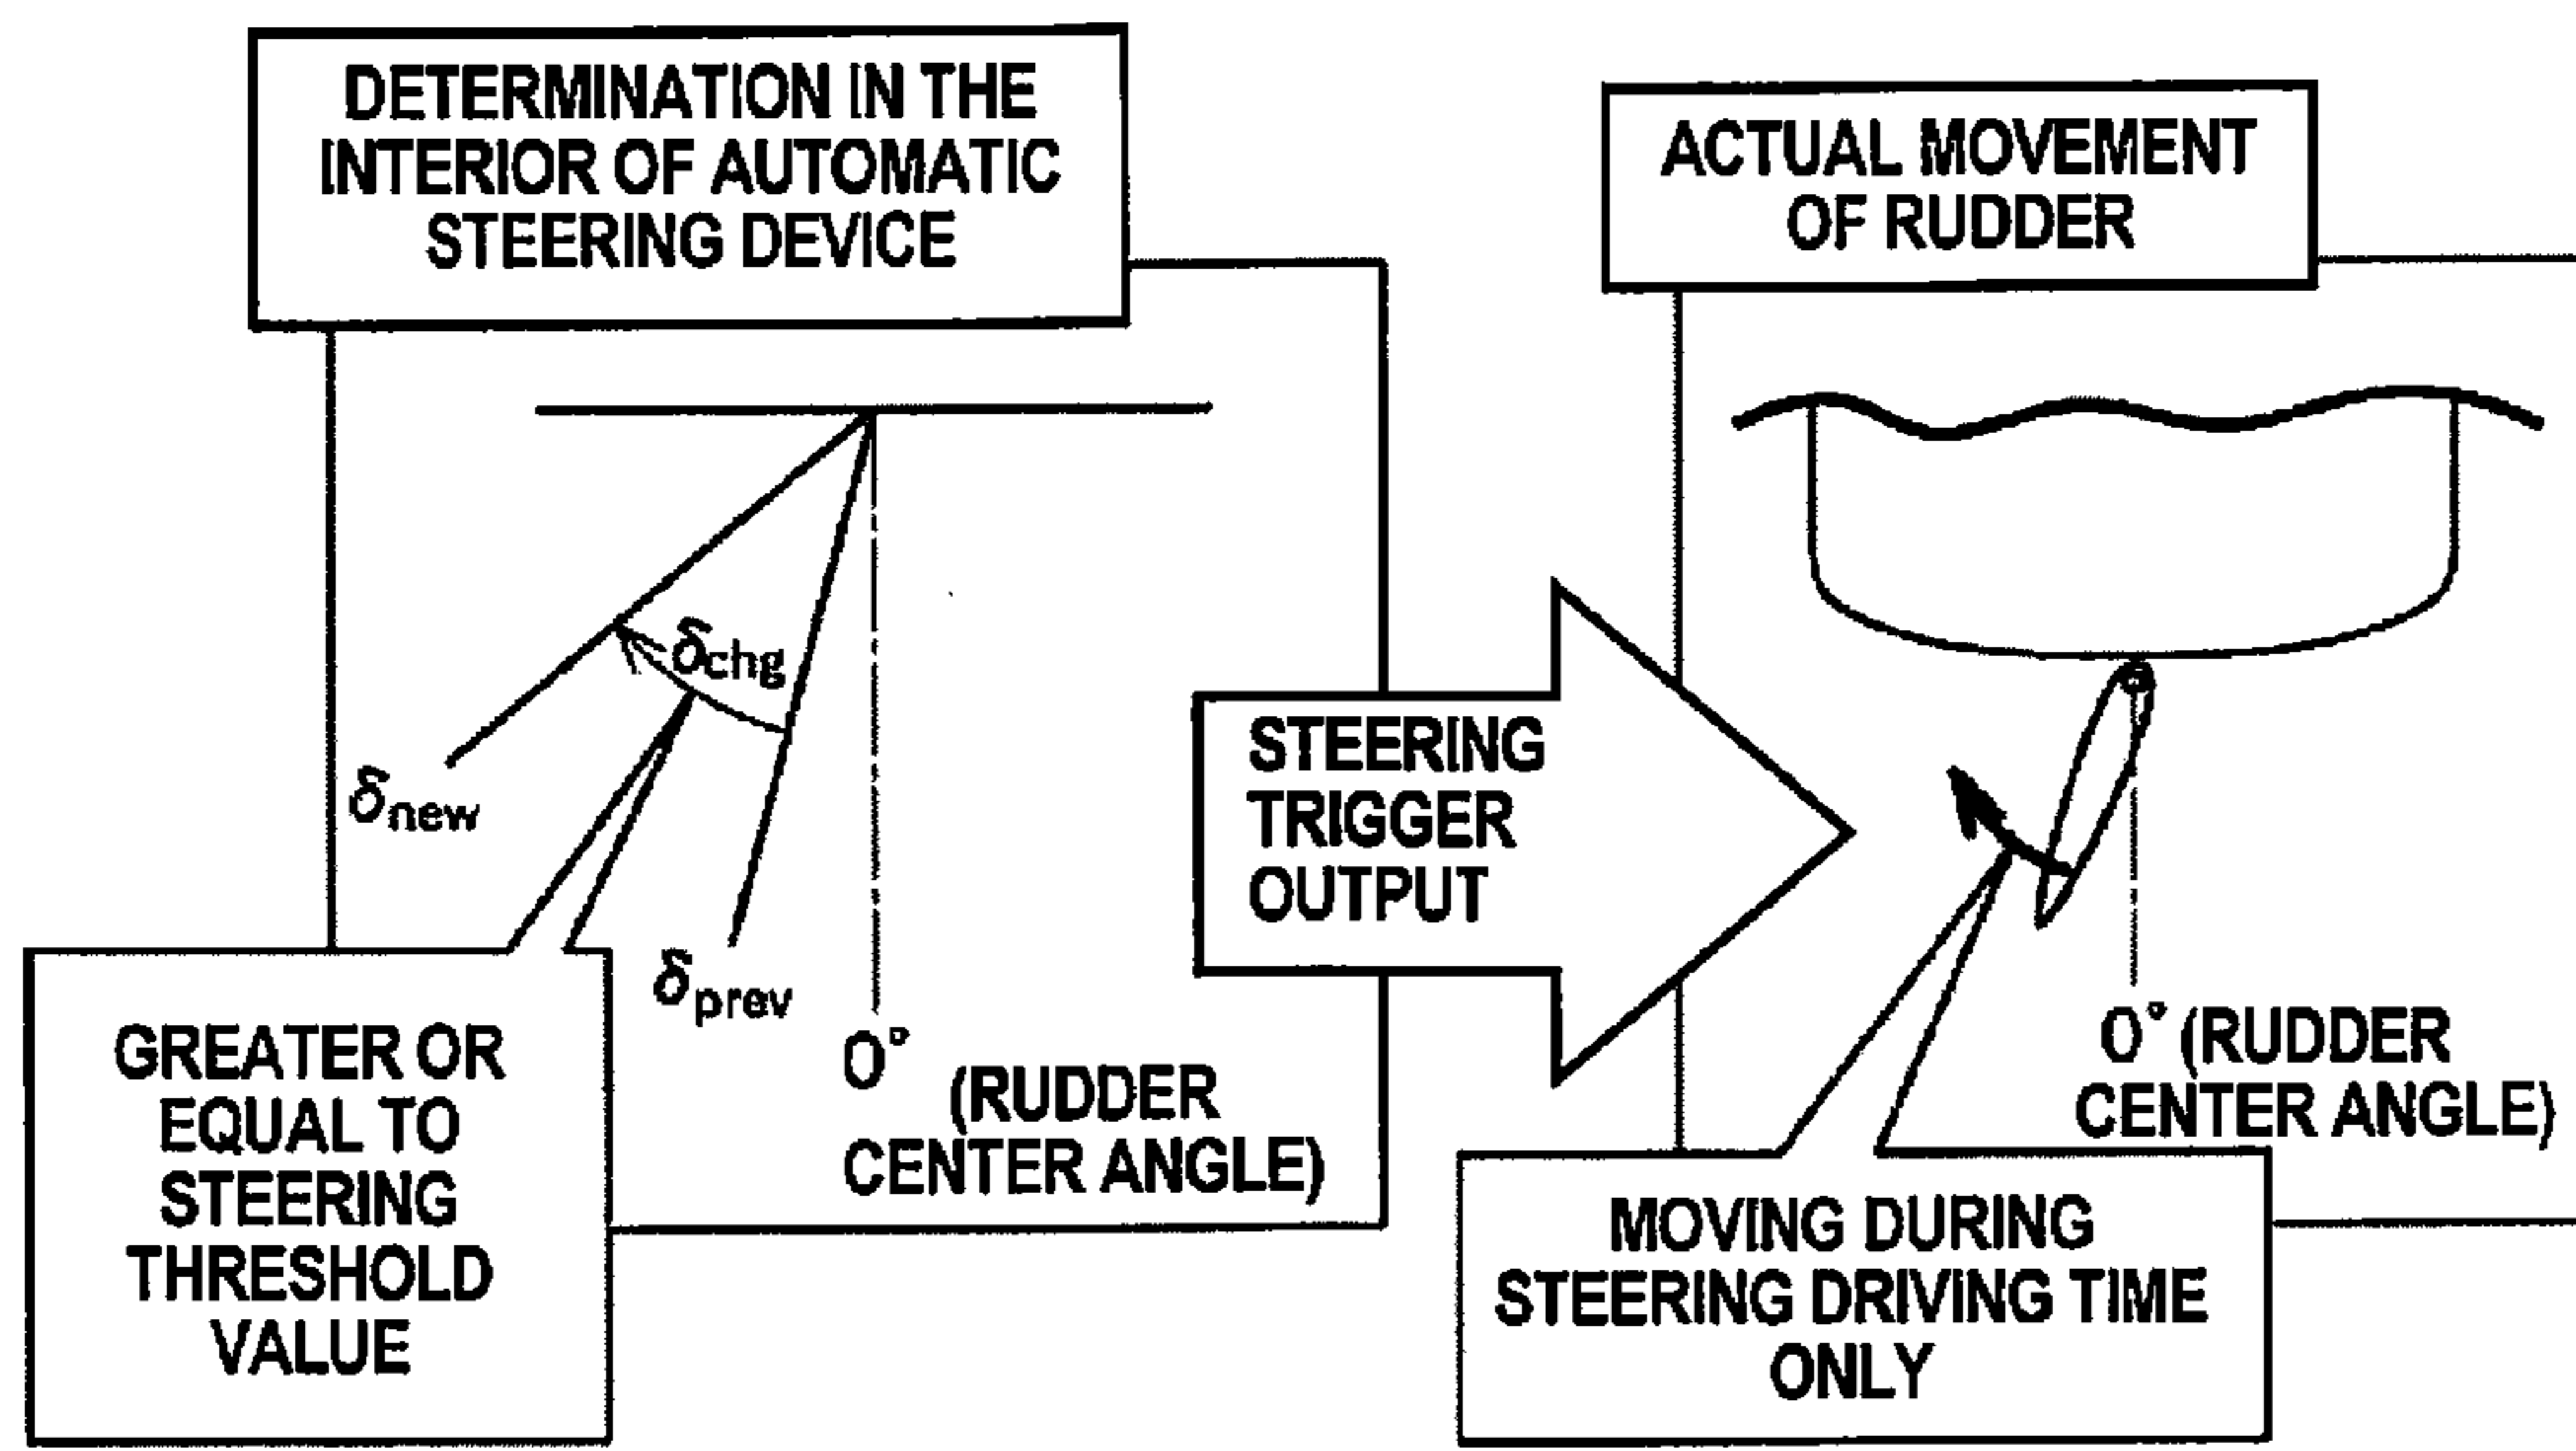 DETERMINATION IN THE
INTERIOR OF AUTOMATIC
STEERING DEVICE
δchg
δnew
δprev
0°
(RUDDER
CENTER ANGLE)
GREATER OR
EQUAL TO
STEERING
THRESHOLD
VALUE
STEERING
TRIGGER
OUTPUT
ACTUAL MOVEMENT
OF RUDDER
0° (RUDDER
CENTER ANGLE)
MOVING DURING
STEERING DRIVING TIME
ONLY